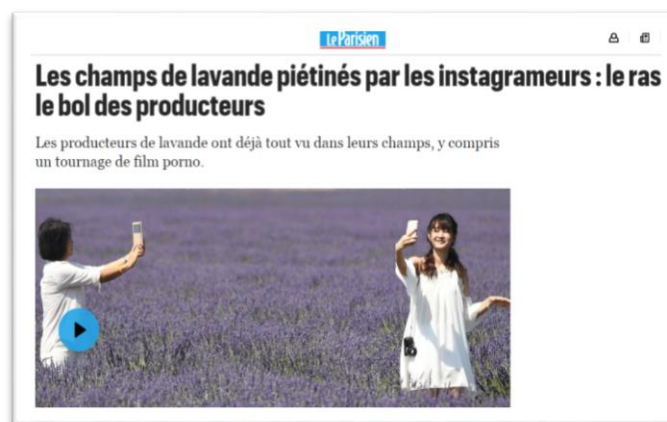 Le Parisien
Les champs de lavande piétinés par les instagrameurs : le ras
le bol des producteurs
Les producteurs de lavande ont déjà tout vu dans leurs champs, y compris
un tournage de film porno.